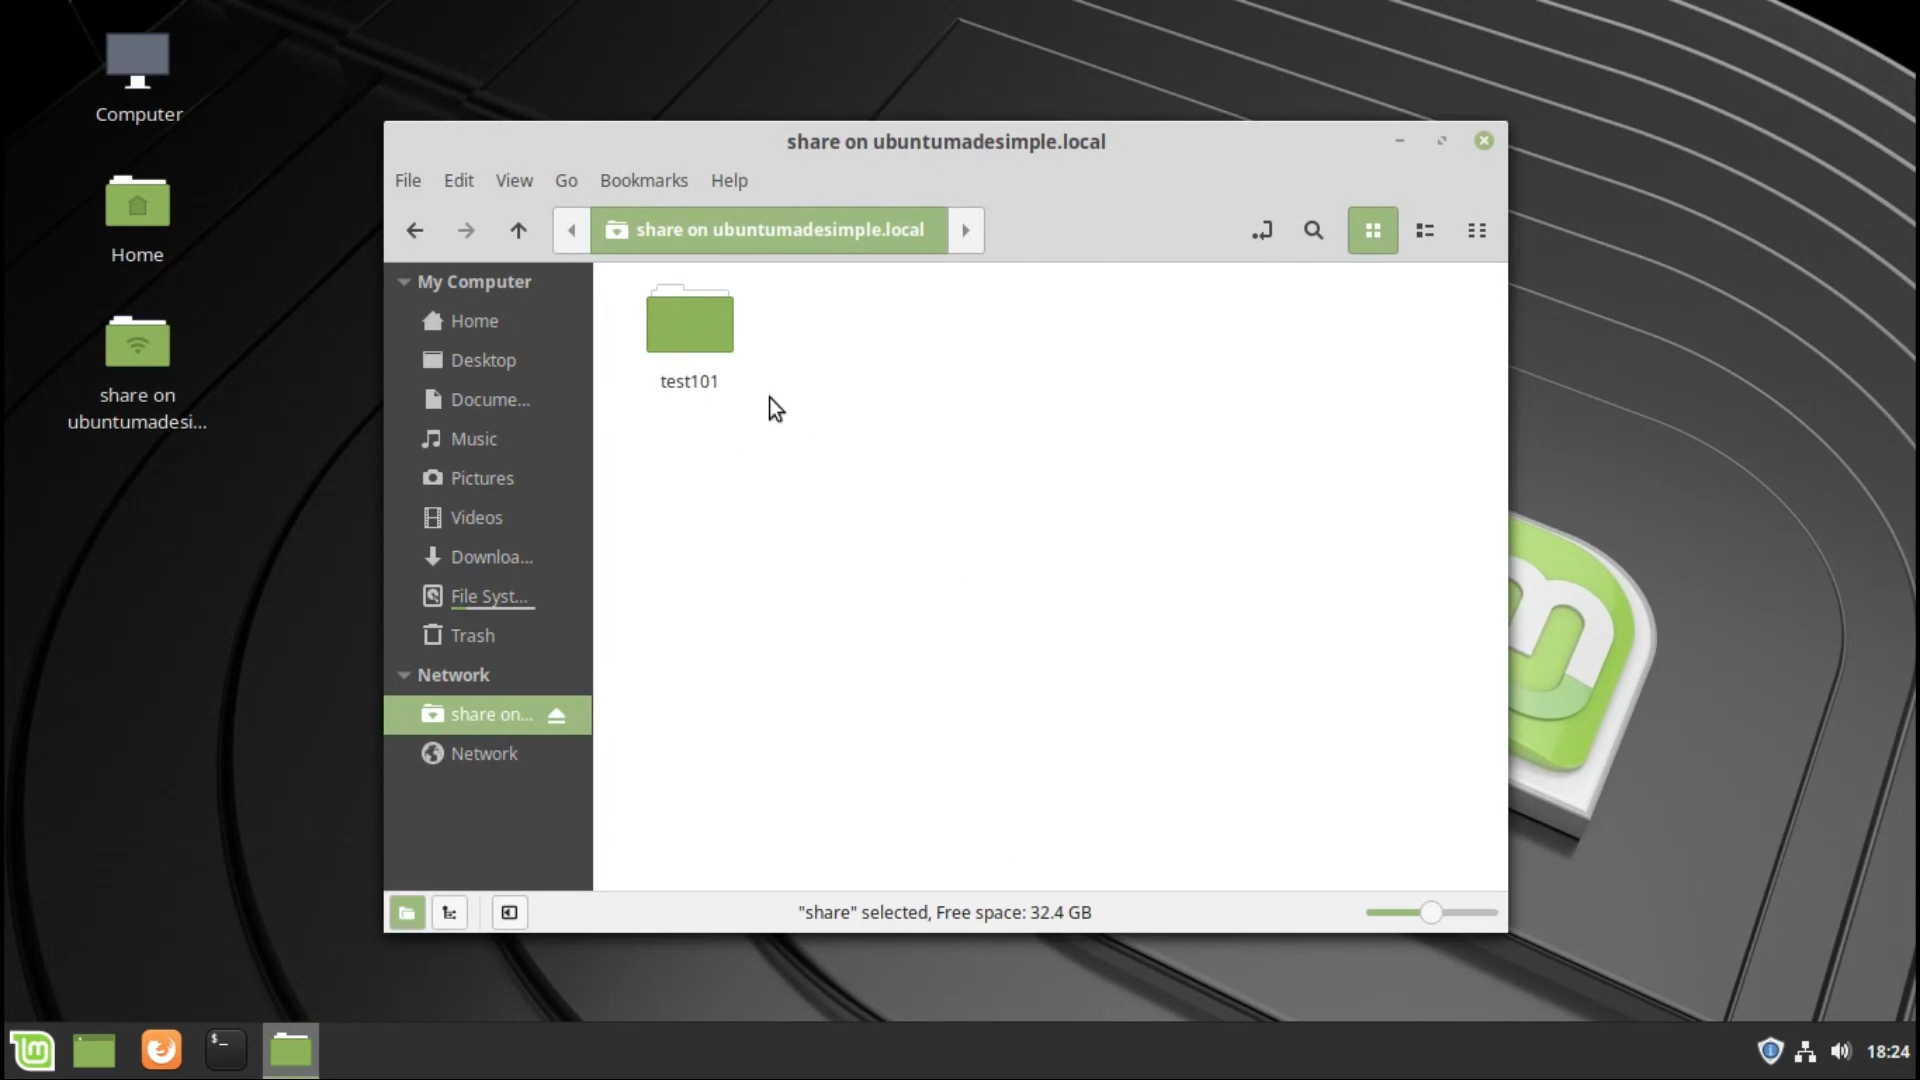 Computer
Home
share on
ubuntumadesi...
share on ubuntumadesimple.local
File Edit View Go Bookmarks Help
share on ubuntumadesimple.local
My Computer
Home
Desktop
Docume...
Music
Pictures
Videos
Downloa...
File Syst...
Trash
Network
share on...
Network
test101
"share" selected, Free space: 32.4 GB
$_
18:24